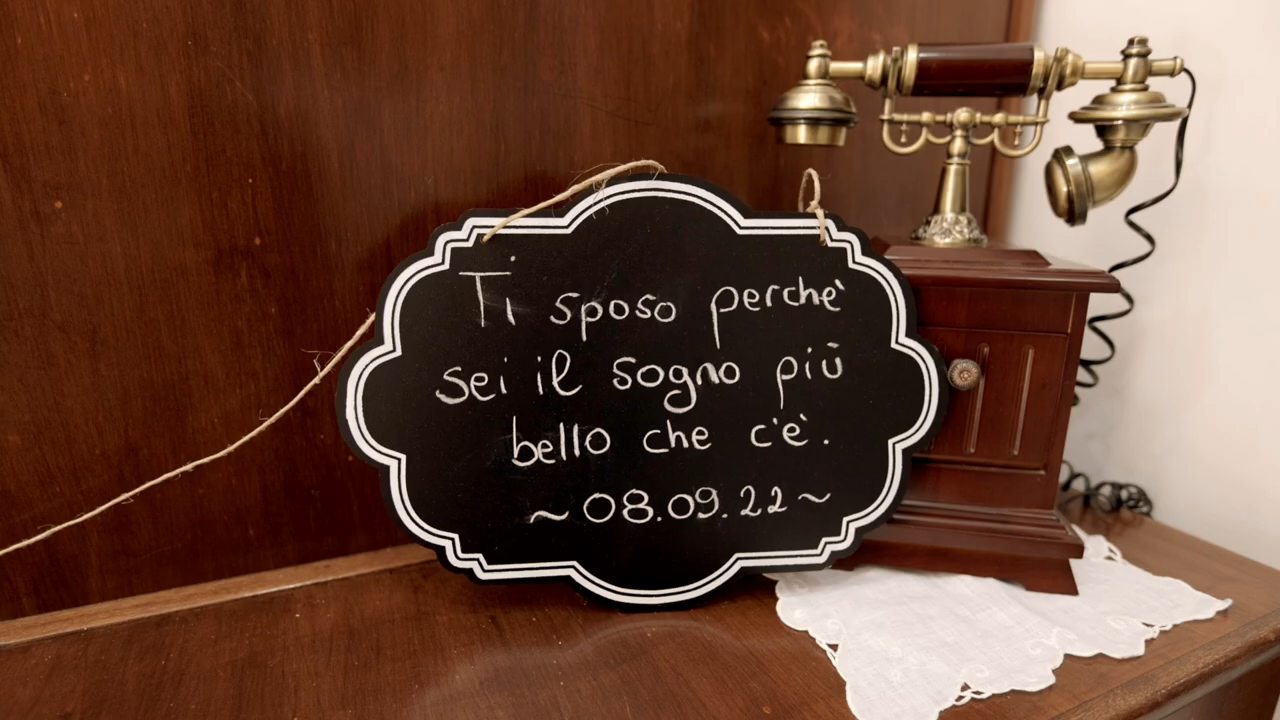 Ti sposo perchè
sei il sogno più
bello che c'è.
~08.09.22~